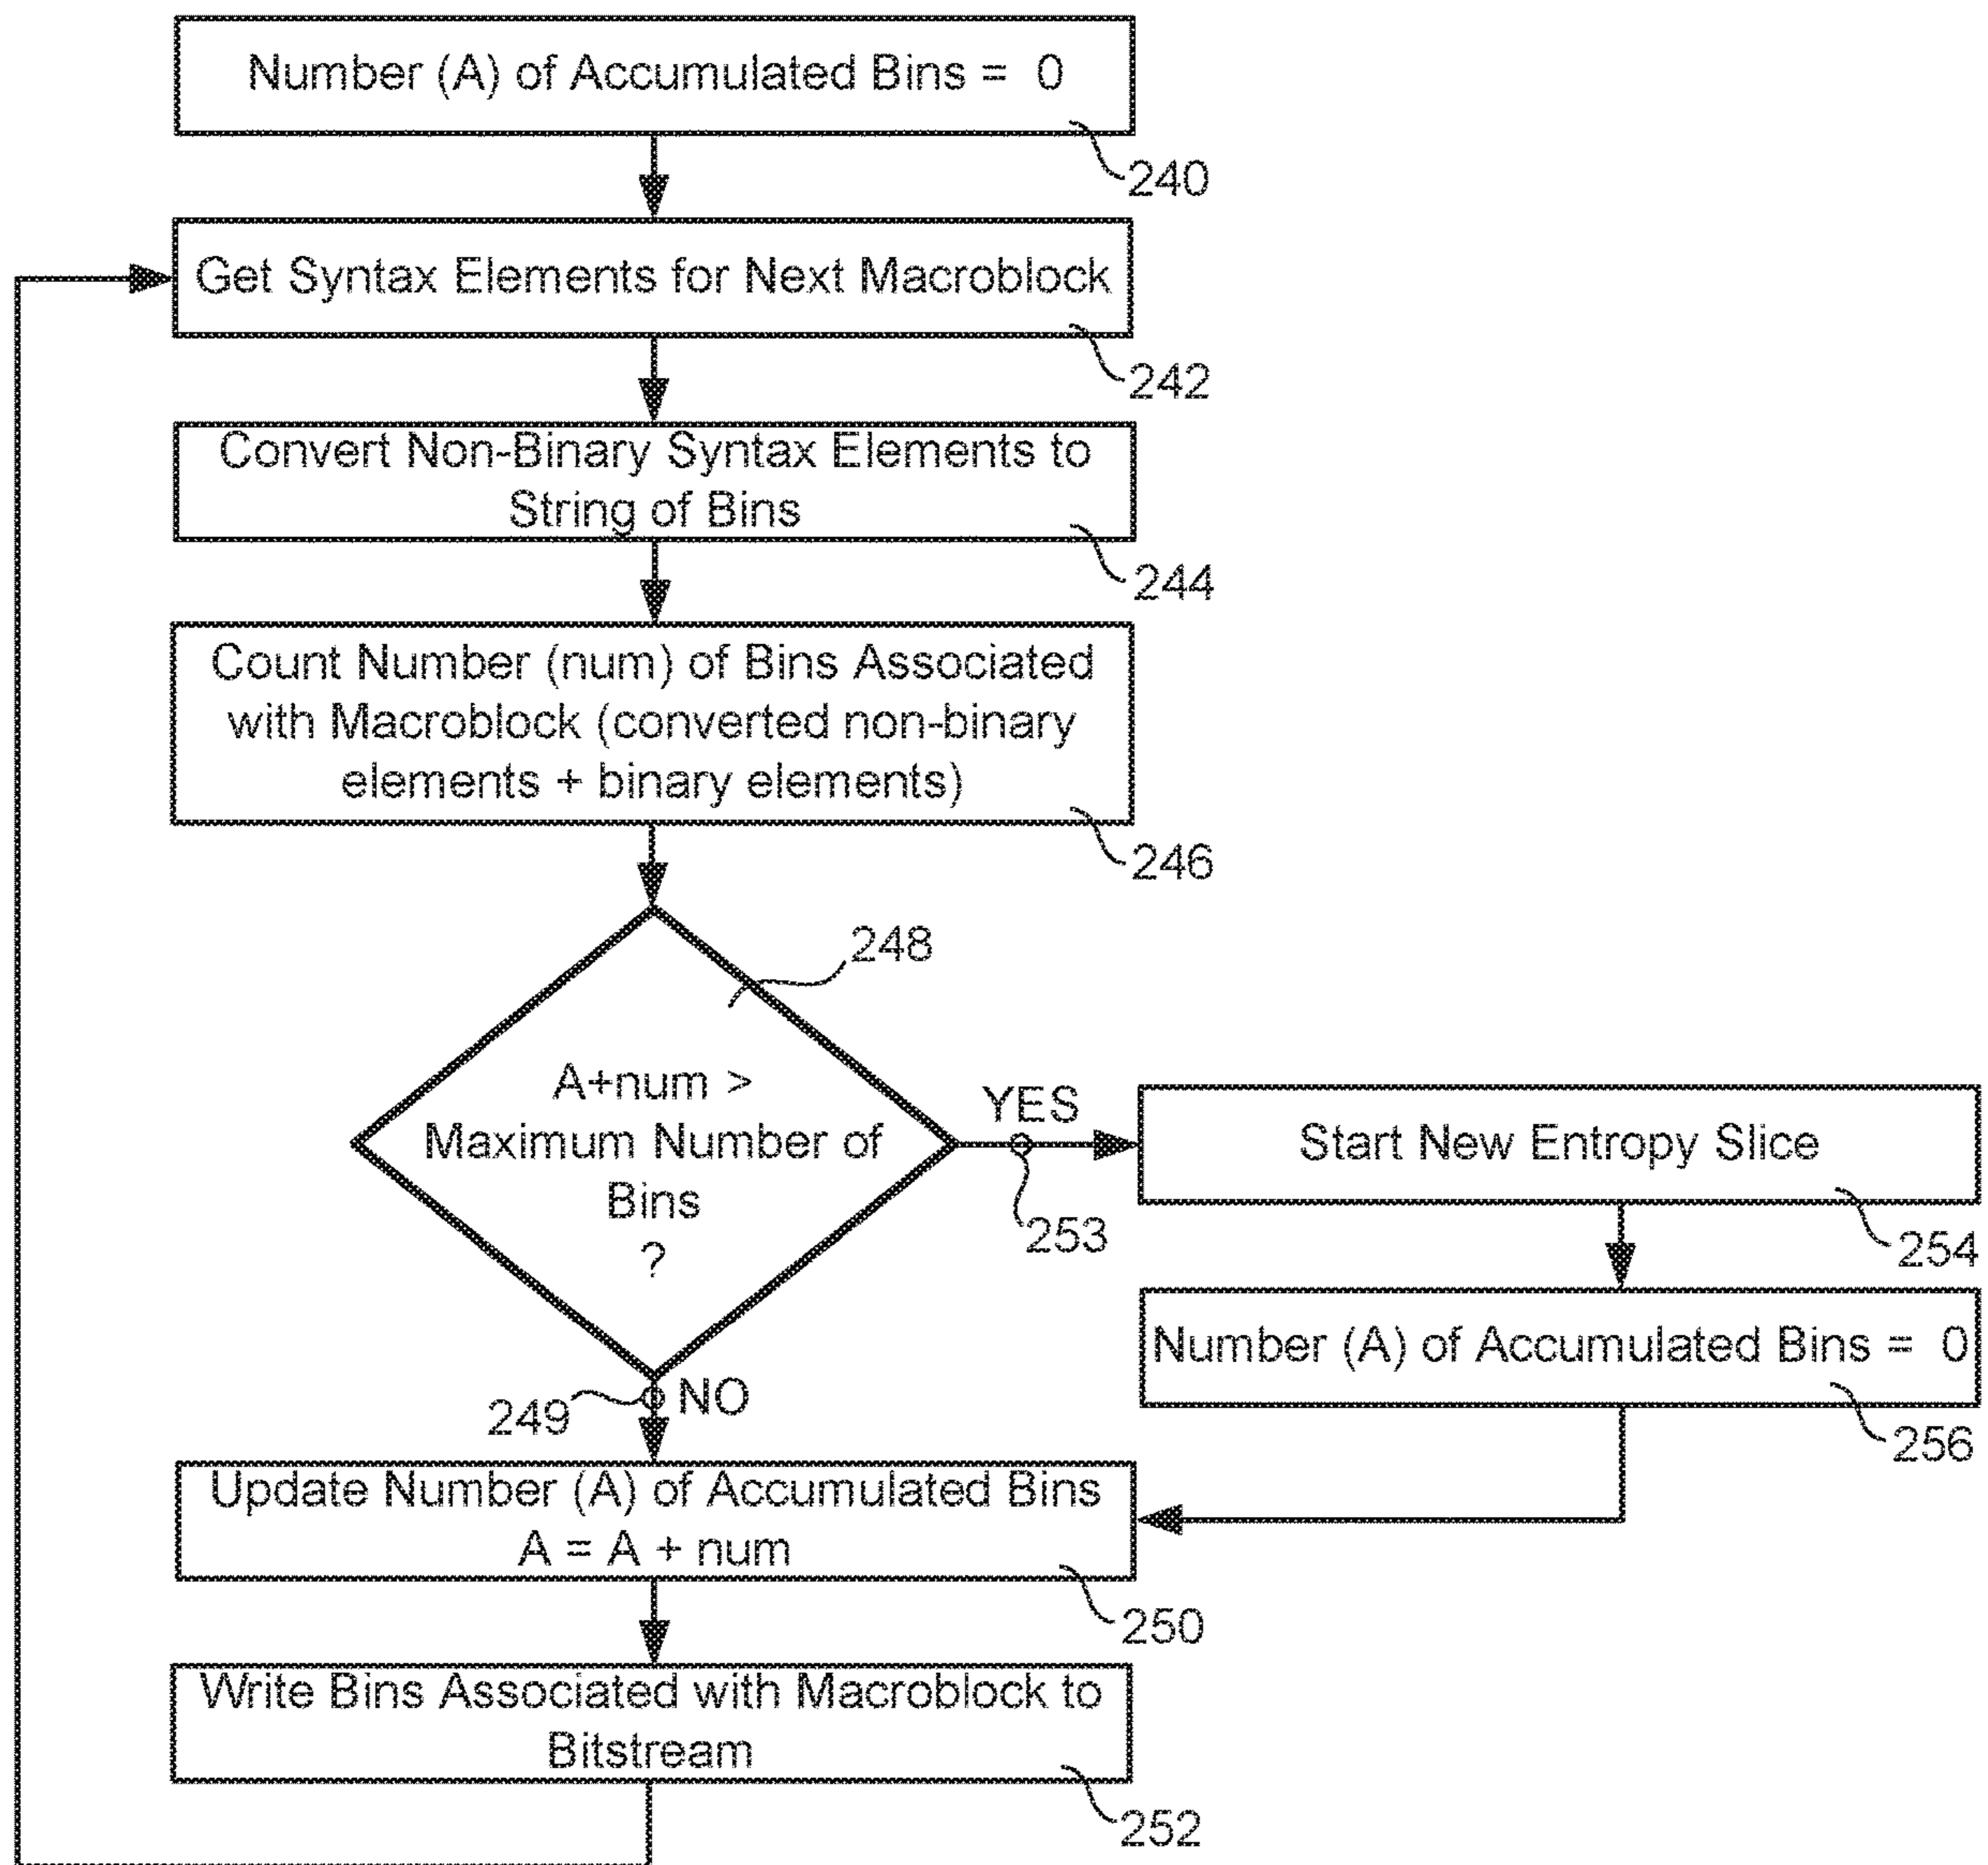 Number (A) of Accumulated Bins = 0
240
Get Syntax Elements for Next Macroblock
242
Convert Non-Binary Syntax Elements to
String of Bins
244
Count Number (num) of Bins Associated
with Macroblock (converted non-binary
elements + binary elements)
246
248
A+num >
Maximum Number of
Bins
?
YES
253
Start New Entropy Slice
254
Number (A) of Accumulated Bins = 0
256
249
NO
Update Number (A) of Accumulated Bins
A = A + num
250
Write Bins Associated with Macroblock to
Bitstream
252